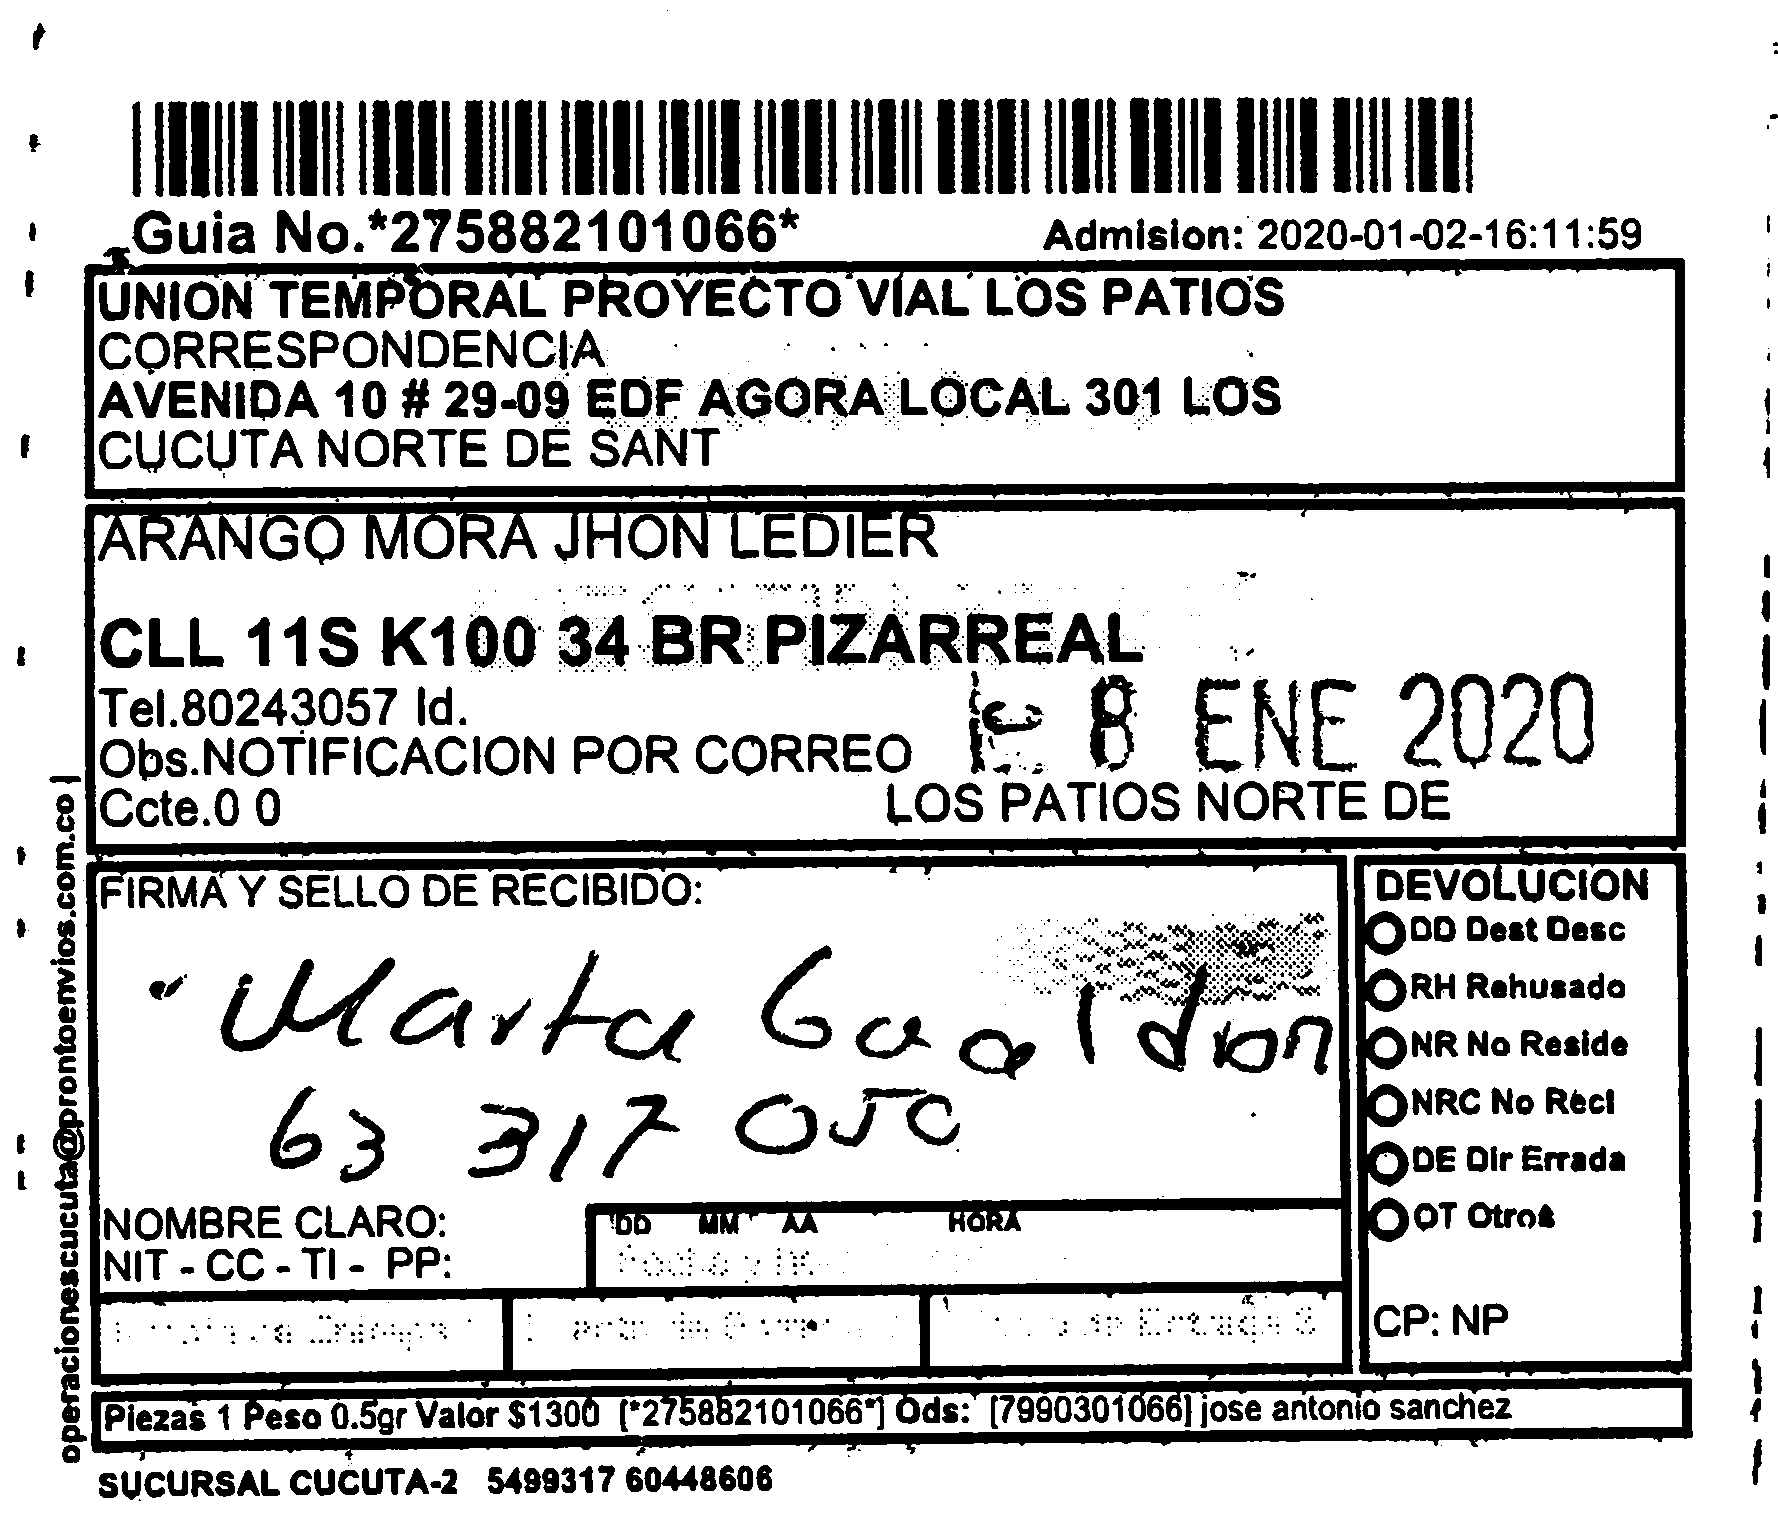 Guia No.*275882101066*
Admision: 2020-01-02-16:11:59
UNION TEMPORAL PROYECTO VIAL LOS PATIOS
CORRESPONDENCIA
AVENIDA 10 # 29-09 EDF AGORA LOCAL 301 LOS
CUCUTA NORTE DE SANT
ARANGO MORA JHON LEDIER
CLL 11S K100 34 BR PIZARREAL
Tel.80243057 Id.
8 ENE 2020
Obs.NOTIFICACION POR CORREO
Ccte.0 0
LOS PATIOS NORTE DE
operacionescucuta@prontoenvios.com.co |
FIRMA Y SELLO DE RECIBIDO:
Marta
63 317 050
NOMBRE CLARO:
NIT - CC - TI - PP:
DD MM AA HORA
DEVOLUCION
DD Dest Desc
RH Rehusado
NR No Reside
NRC No Recl
DE Dir Errada
OT Otros
CP: NP
Piezas 1 Peso 0.5gr Valor $1300 [*275882101066*] Ods: [7990301066] jose antonio sanchez
SUCURSAL CUCUTA-2 5499317 60448606